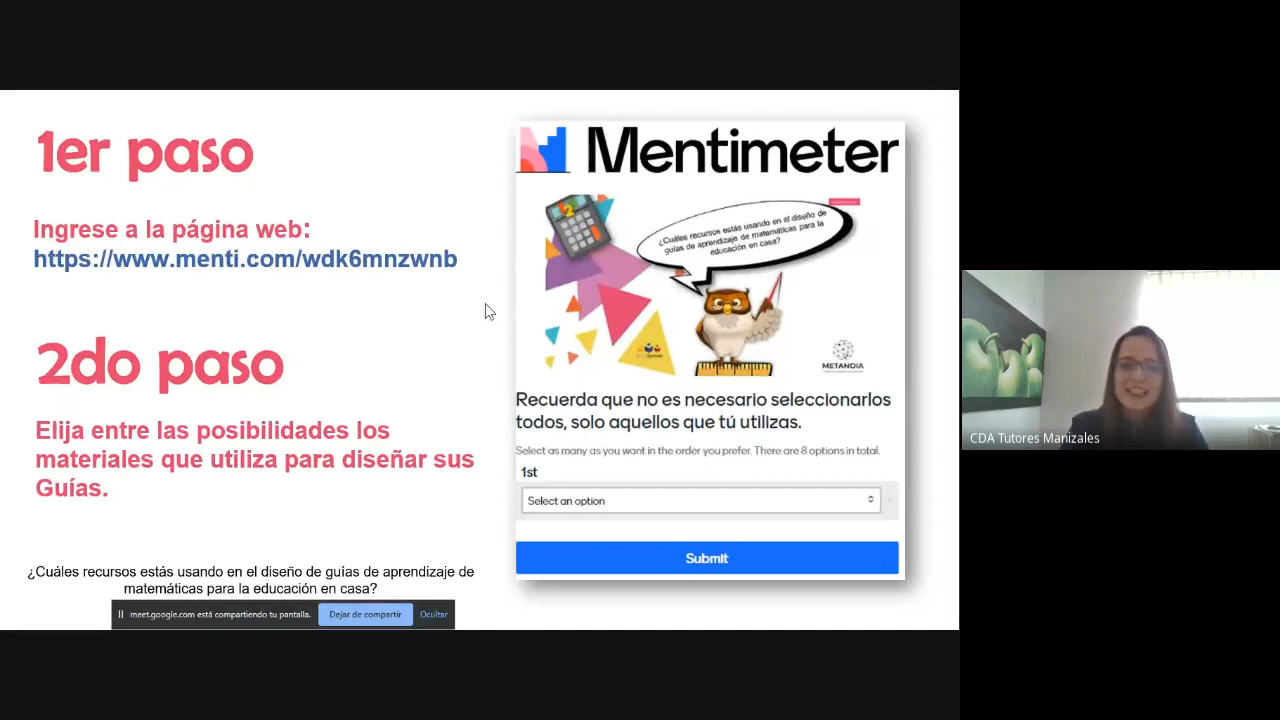 1er paso
Ingrese a la página web:
https://www.menti.com/wdk6mnzwnb
2do paso
Elija entre las posibilidades los
materiales que utiliza para diseñar sus
Guías.
¿Cuáles recursos estás usando en el diseño de guías de aprendizaje de
matemáticas para la educación en casa?
meet.google.com está compartiendo tu pantalla.
Dejar de compartir
Ocultar
Mentimeter
¿Cuáles recursos estás usando en el diseño de
guías de aprendizaje de matemáticas para la
educación en casa?
METANOIA
Recuerda que no es necesario seleccionarlos
todos, solo aquellos que tú utilizas.
Select as many as you want in the order you prefer. There are 8 options in total.
1st
Select an option
Submit
CDA Tutores Manizales